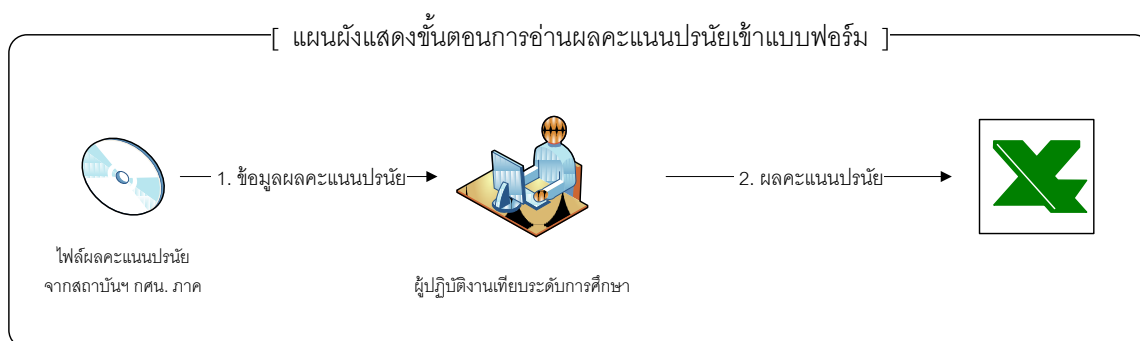 [ แผนผังแสดงขั้นตอนการอ่านผลคะแนนปรนัยเข้าแบบฟอร์ม ]
1. ข้อมูลผลคะแนนปรนัย
2. ผลคะแนนปรนัย
ไฟล์ผลคะแนนปรนัย
จากสถาบันฯ กศน. ภาค
ผู้ปฏิบัติงานเทียบระดับการศึกษา